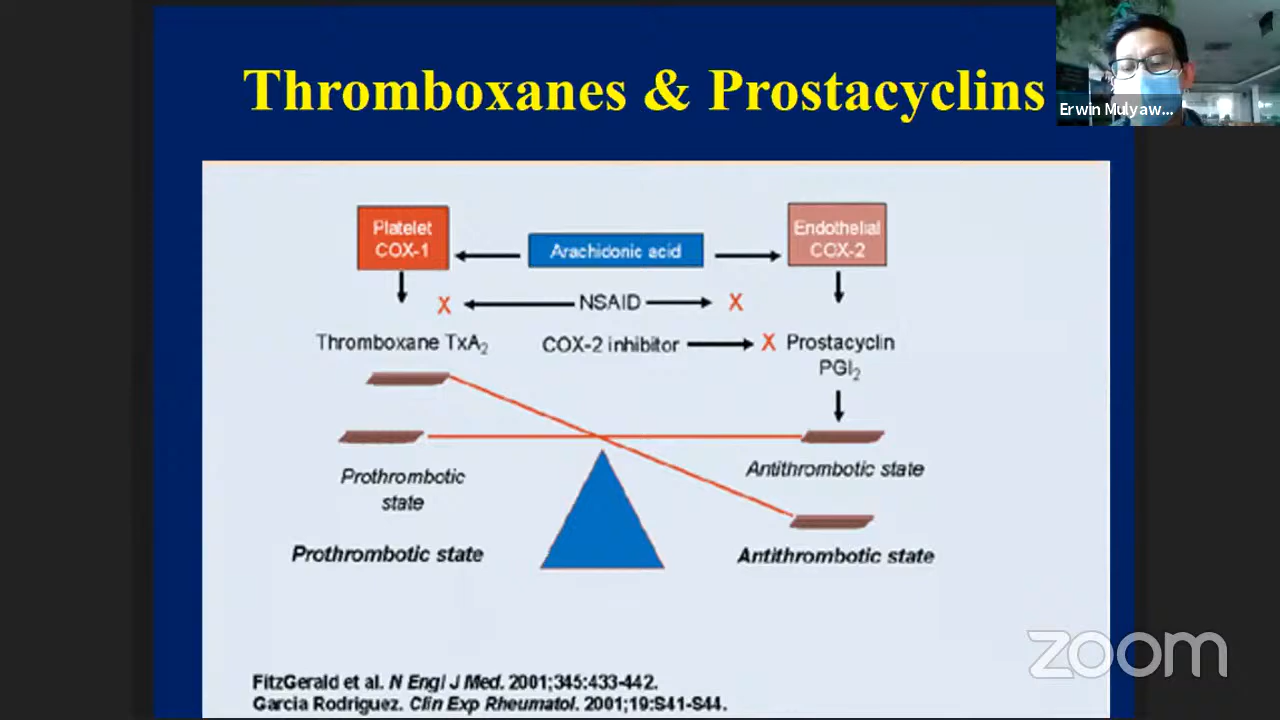 Thromboxanes & Prostacyclins
Erwin Mulyaw...
Platelet
COX-1
Arachidonic acid
Endothelial
COX-2
X
NSAID
X
Thromboxane TxA₂
COX-2 inhibitor
X
Prostacyclin
PGI₂
Prothrombotic
state
Antithrombotic state
Prothrombotic state
Antithrombotic state
zoom
FitzGerald et al. N Engl J Med. 2001;345:433-442.
Garcia Rodriguez. Clin Exp Rheumatol. 2001;19:S41-S44.